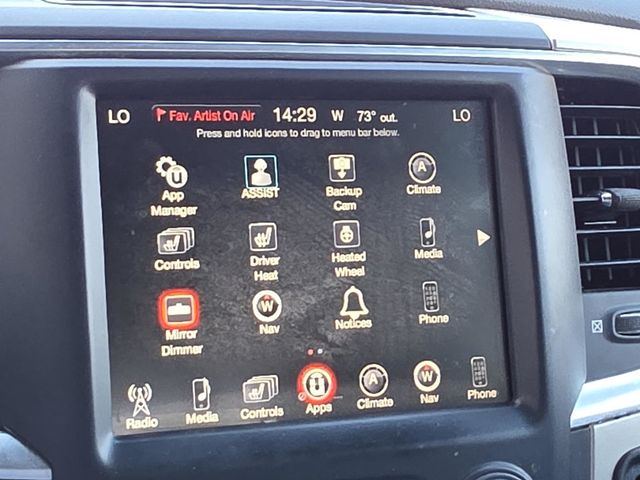 LO Fav. Artist On Air 14:29 W 73° out. LO
Press and hold icons to drag to menu bar below.
App Manager
ASSIST
Backup Cam
A
Climate
Controls
Driver Heat
Heated Wheel
Media
Mirror Dimmer
W
Nav
Notices
Phone
Radio
Media
Controls
Apps
A
Climate
W
Nav
Phone